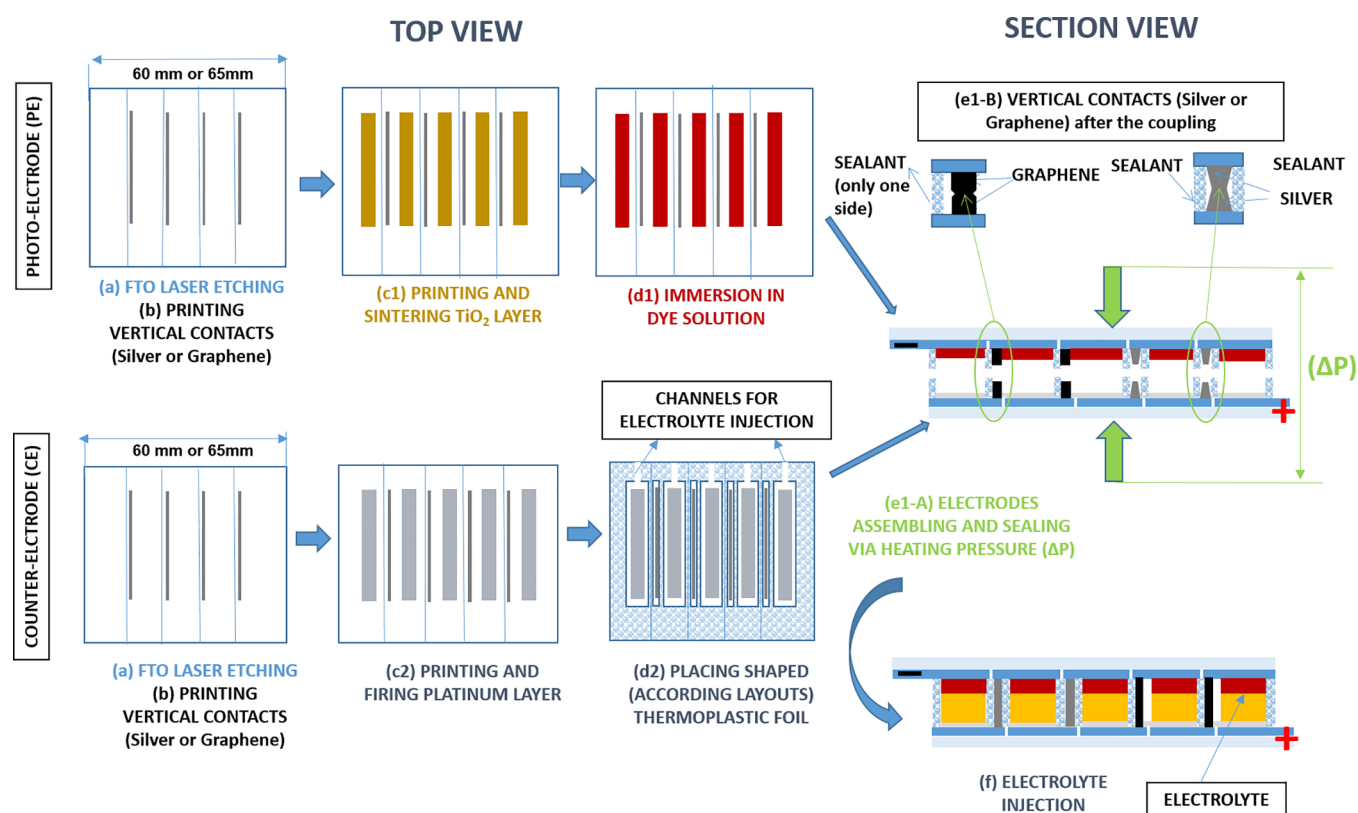 TOP VIEW
SECTION VIEW
PHOTO-ELCTRODE (PE)
60 mm or 65mm
(a) FTO LASER ETCHING
(b) PRINTING
VERTICAL CONTACTS
(Silver or Graphene)
(c1) PRINTING AND
SINTERING TiO₂ LAYER
(d1) IMMERSION IN
DYE SOLUTION
(e1-B) VERTICAL CONTACTS (Silver or
Graphene) after the coupling
SEALANT
(only one
side)
GRAPHENE
SEALANT
SEALANT
SILVER
(ΔP)
+
COUNTER-ELCTRODE (CE)
60 mm or 65mm
(a) FTO LASER ETCHING
(b) PRINTING
VERTICAL CONTACTS
(Silver or Graphene)
(c2) PRINTING AND
FIRING PLATINUM LAYER
CHANNELS FOR
ELECTROLYTE INJECTION
(d2) PLACING SHAPED
(ACCORDING LAYOUTS)
THERMOPLASTIC FOIL
(e1-A) ELECTRODES
ASSEMBLING AND SEALING
VIA HEATING PRESSURE (ΔP)
+
(f) ELECTROLYTE
INJECTION
ELECTROLYTE